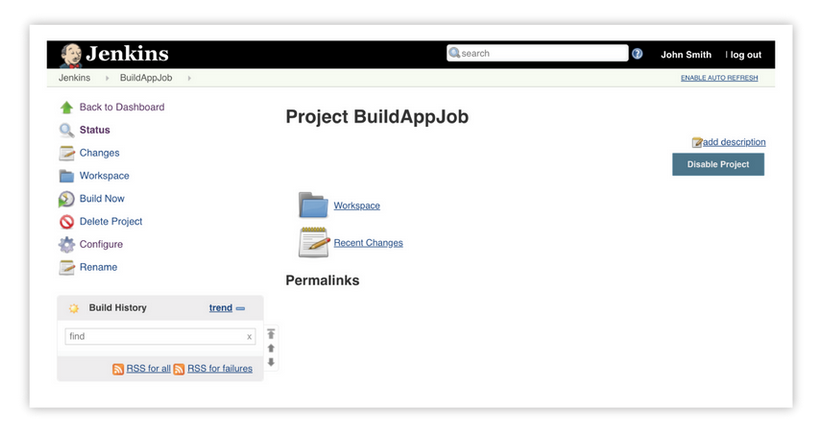 Jenkins
search
John Smith | log out
Jenkins BuildAppJob
ENABLE AUTO REFRESH
Back to Dashboard
Status
Changes
Workspace
Build Now
Delete Project
Configure
Rename
Project BuildAppJob
add description
Disable Project
Workspace
Recent Changes
Permalinks
Build History trend
find x
RSS for all RSS for failures